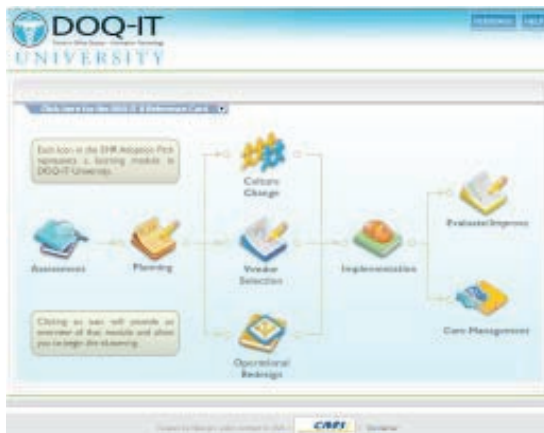 DOQ-IT
UNIVERSITY
HELP
Click here for the DOQ-IT U Reference Card
Each icon in the EHR Adoption Path
represents a learning module in
DOQ-IT University.
Culture
Change
Assessment
Planning
Vendor
Selection
Implementation
Evaluate/Improve
Care Management
Clicking an icon will provide an
overview of that module and allow
you to begin the eLearning.
Operational
Redesign
CMS
Disclaimer